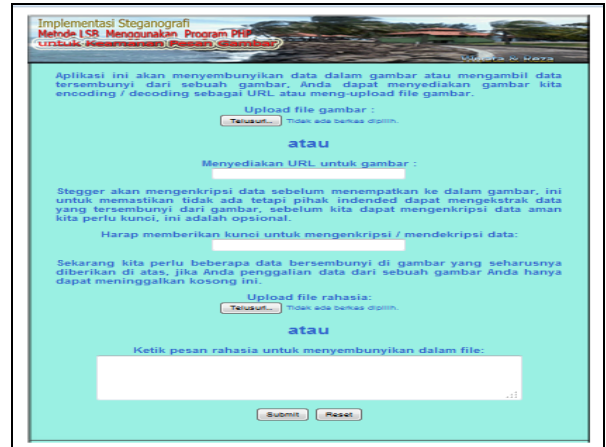 Implementasi Steganografi
Metode LSB Menggunakan Program PHP
untuk Keamanan Pesan Gambar
& Reza
Aplikasi ini akan menyembunyikan data dalam gambar atau mengambil data
tersembunyi dari sebuah gambar, Anda dapat menyediakan gambar kita
encoding / decoding sebagai URL atau meng-upload file gambar.
Upload file gambar :
Telusuri... Tidak ada berkas dipilih.
atau
Menyediakan URL untuk gambar :
Stegger akan mengenkripsi data sebelum menempatkan ke dalam gambar, ini
untuk memastikan tidak ada tetapi pihak indended dapat mengekstrak data
yang tersembunyi dari gambar, sebelum kita dapat mengenkripsi data aman
kita perlu kunci, ini adalah opsional.
Harap memberikan kunci untuk mengenkripsi / mendekripsi data:
Sekarang kita perlu beberapa data bersembunyi di gambar yang seharusnya
diberikan di atas, jika Anda penggalian data dari sebuah gambar Anda hanya
dapat meninggalkan kosong ini.
Upload file rahasia:
Telusuri... Tidak ada berkas dipilih.
atau
Ketik pesan rahasia untuk menyembunyikan dalam file:
Submit Reset